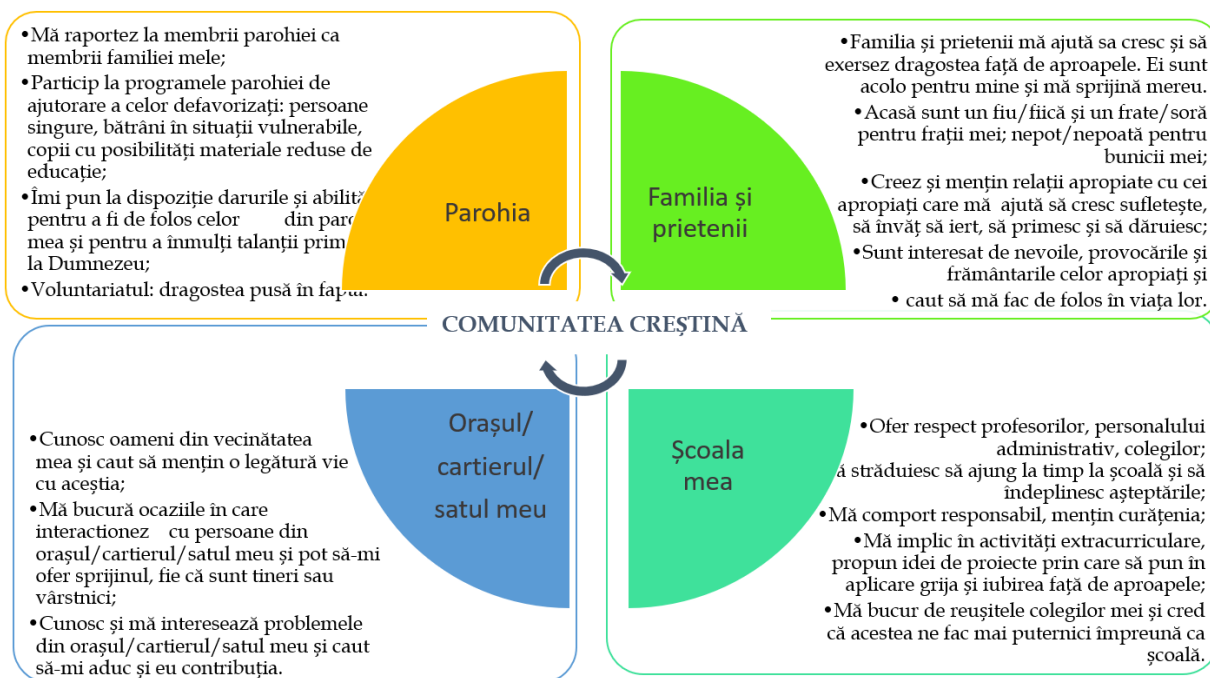 •Mă raportez la membrii parohiei ca
membrii familiei mele;
•Particip la programele parohiei de
ajutorare a celor defavorizați: persoane
singure, bătrâni în situații vulnerabile,
copii cu posibilități materiale reduse de
educație;
•Îmi pun la dispoziție darurile și
pentru a fi de folos celor din
mea și pentru a înmulți talanții
la Dumnezeu;
•Voluntariatul: dragostea pusă în faptă.
Parohia
•Familia și prietenii mă ajută sa cresc și să
exersez dragostea față de aproapele. Ei sunt
acolo pentru mine și mă sprijină mereu.
•Acasă sunt un fiu/fiică și un frate/soră
pentru frații mei; nepot/nepoată pentru
bunicii mei;
•Creez și mențin relații apropiate cu cei
apropiați care mă ajută să cresc sufletește,
să învăț să iert, să primesc și să dăruiesc;
•Sunt interesat de nevoile, provocările și
frământările celor apropiați și
• caut să mă fac de folos în viața lor.
Familia și
prietenii
COMUNITATEA CREȘTINĂ
•Cunosc oameni din vecinătatea
mea și caut să mențin o legătură vie
cu aceștia;
•Mă bucură ocaziile în care
interactionez cu persoane din
orașul/cartierul/satul meu și pot să-mi
ofer sprijinul, fie că sunt tineri sau
vârstnici;
•Cunosc și mă interesează problemele
din orașul/cartierul/satul meu și caut
să-mi aduc și eu contribuția.
Orașul/
cartierul/
satul meu
•Ofer respect profesorilor, personalului
administrativ, colegilor;
străduiesc să ajung la timp la școală și să
îndeplinesc așteptările;
•Mă comport responsabil, mențin curățenia;
•Mă implic în activități extracurriculare,
propun idei de proiecte prin care să pun în
aplicare grija și iubirea față de aproapele;
•Mă bucur de reușitele colegilor mei și cred
că acestea ne fac mai puternici împreună ca
școală.
Școala
mea